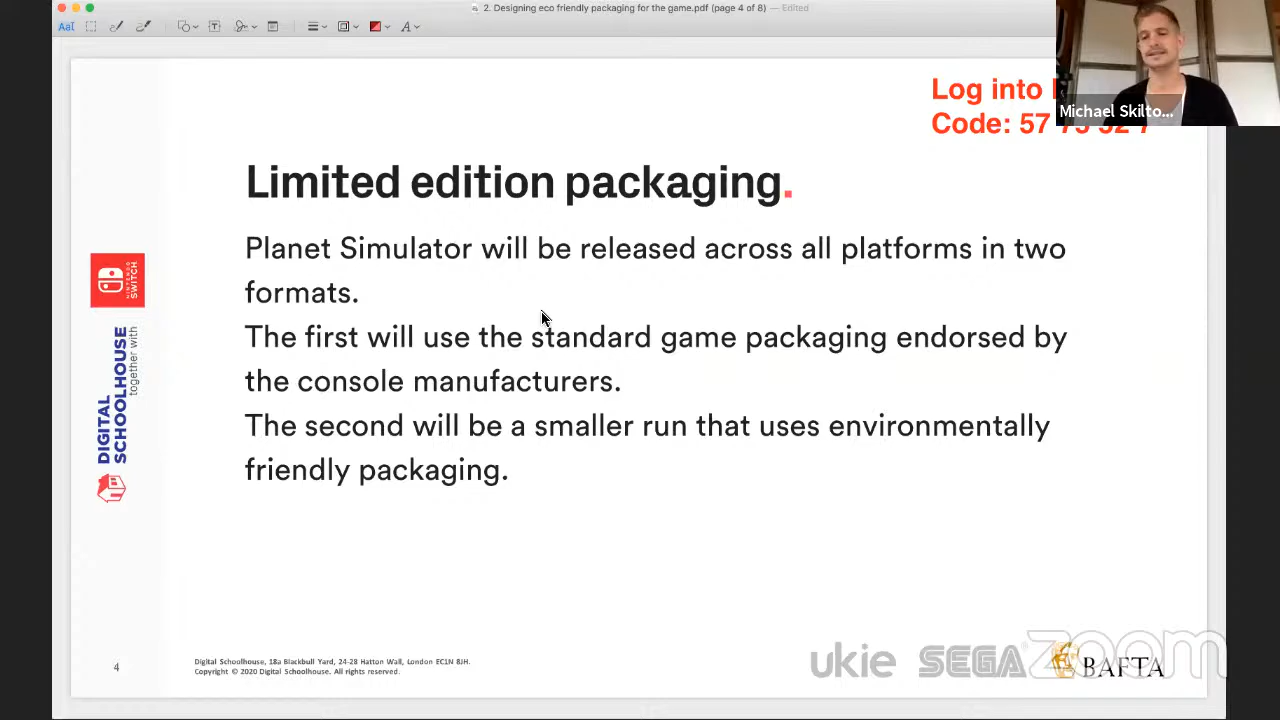 2. Designing eco friendly packaging for the game.pdf (page 4 of 8) — Edited
Log into
Code: 57
Michael Skilto...
Limited edition packaging.
Planet Simulator will be released across all platforms in two
formats.
The first will use the standard game packaging endorsed by
the console manufacturers.
The second will be a smaller run that uses environmentally
friendly packaging.
NINTENDO
SWITCH
DIGITAL
SCHOOLHOUSE
together with
4
Digital Schoolhouse, 18a Blackbull Yard, 24-28 Hatton Wall, London EC1N 8JH.
Copyright © 2020 Digital Schoolhouse. All rights reserved.
ukie
SEGA
zoom
BAFTA